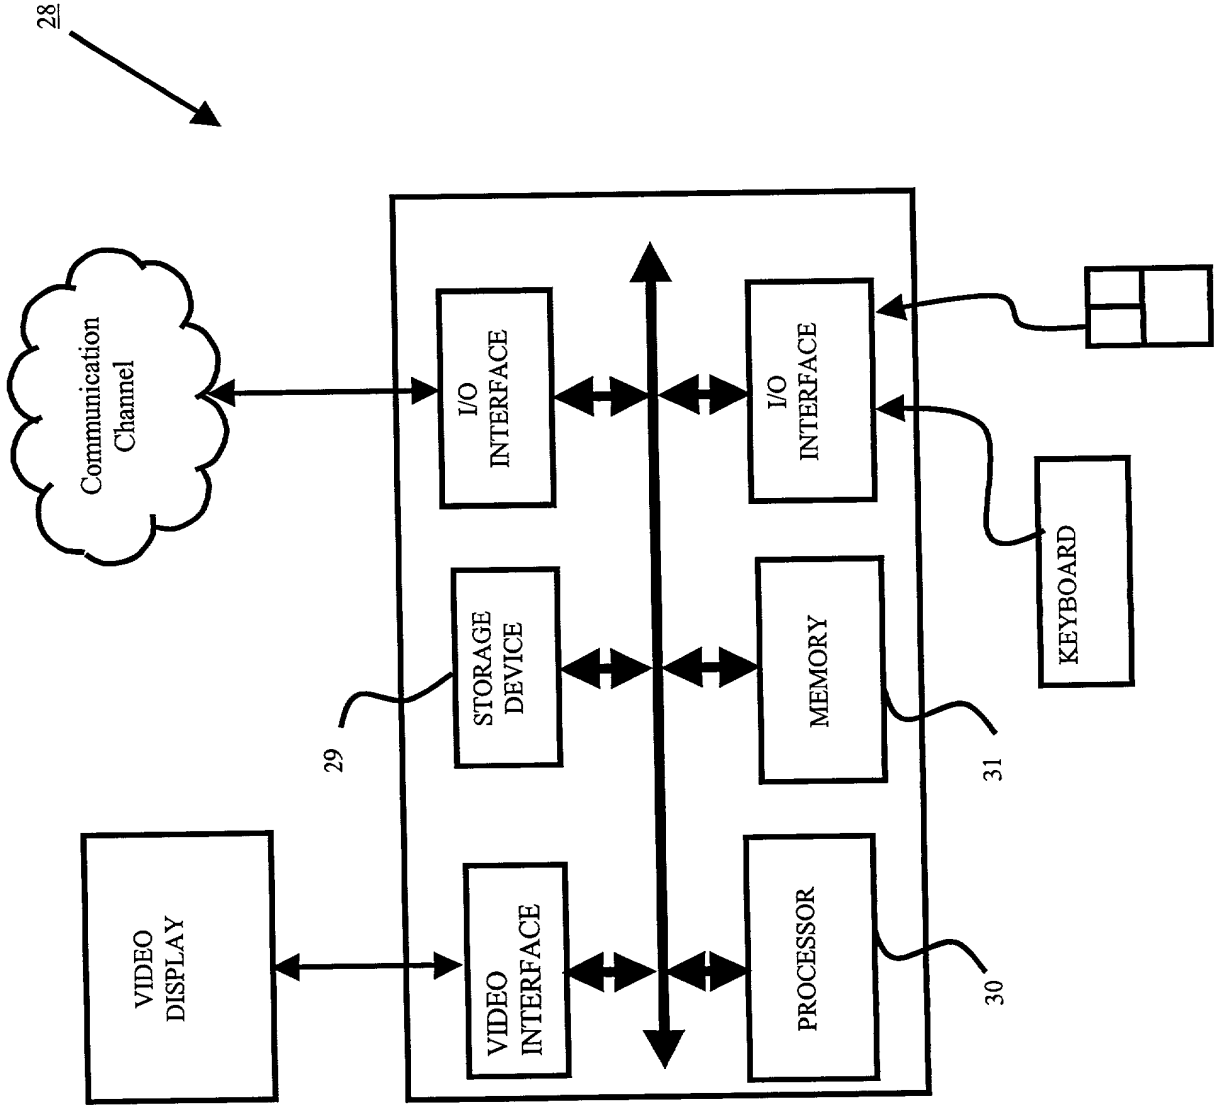 28
Communication
Channel
VIDEO
DISPLAY
29
VIDEO
INTERFACE
STORAGE
DEVICE
I/O
INTERFACE
PROCESSOR
MEMORY
I/O
INTERFACE
30
31
KEYBOARD